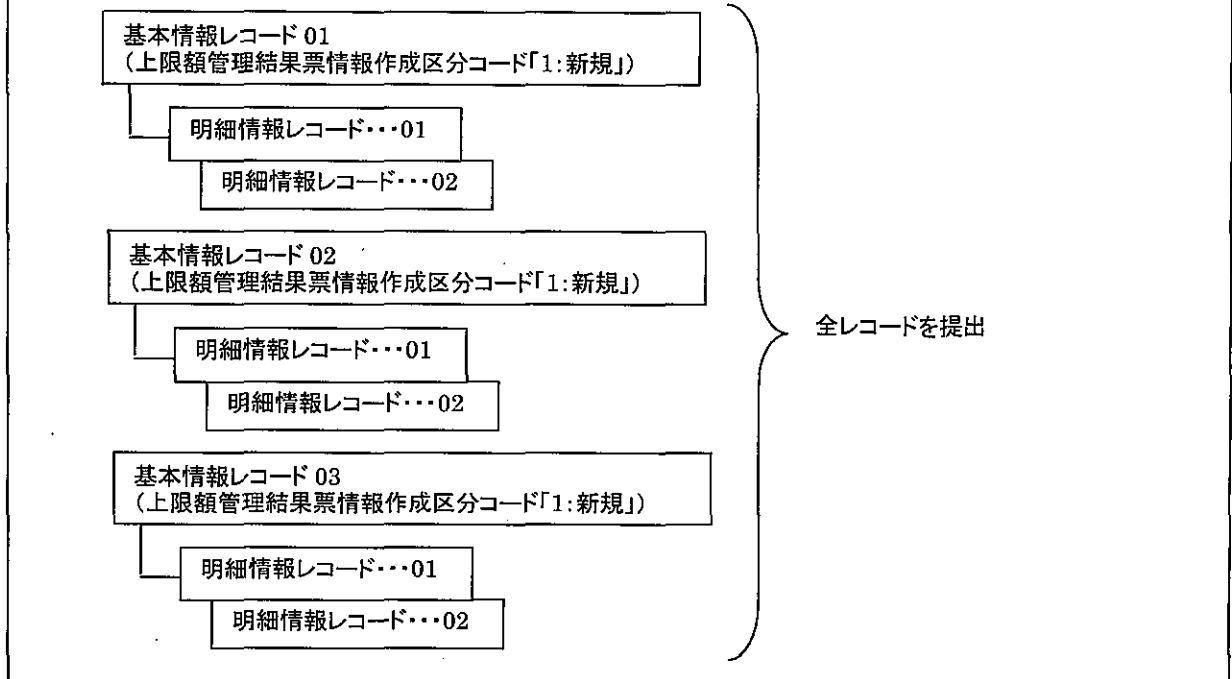 基本情報レコード 01
（上限額管理結果票情報作成区分コード「1：新規」）
明細情報レコード・・・01
明細情報レコード・・・02
基本情報レコード 02
（上限額管理結果票情報作成区分コード「1：新規」）
明細情報レコード・・・01
明細情報レコード・・・02
全レコードを提出
基本情報レコード 03
（上限額管理結果票情報作成区分コード「1：新規」）
明細情報レコード・・・01
明細情報レコード・・・02